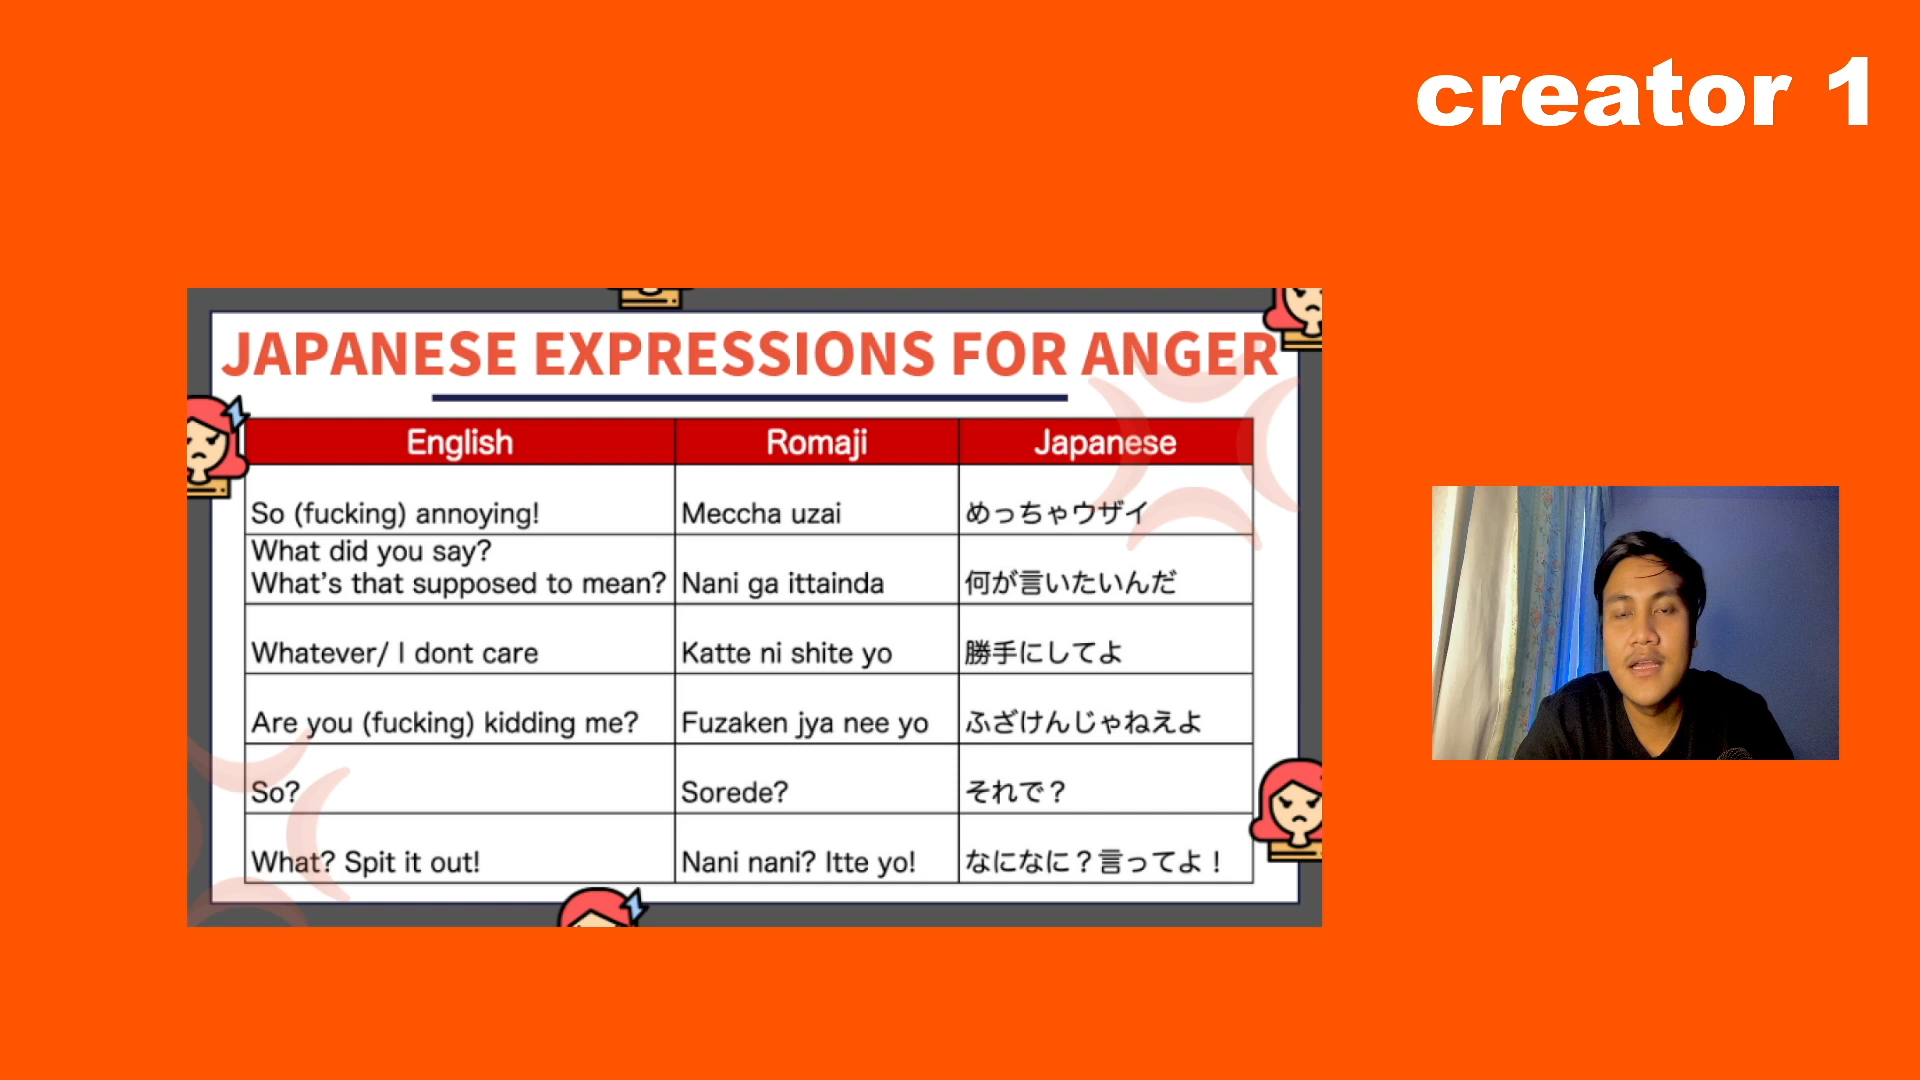 creator 1
JAPANESE EXPRESSIONS FOR ANGER
English Romaji Japanese
So (fucking) annoying! Meccha uzai めっちゃウザイ
What did you say?
What's that supposed to mean? Nani ga ittainda 何が言いたいんだ
Whatever/ I dont care Katte ni shite yo 勝手にしてよ
Are you (fucking) kidding me? Fuzaken jya nee yo ふざけんじゃねえよ
So? Sorede? それで？
What? Spit it out! Nani nani? Itte yo! なになに？言ってよ！